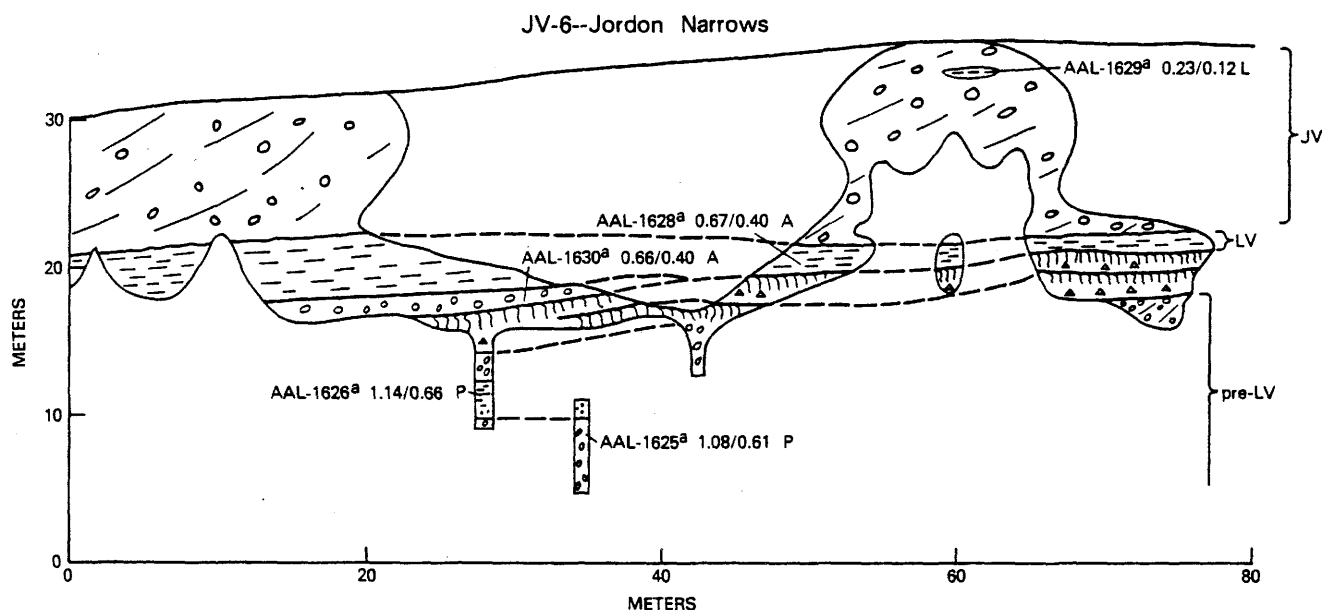 JV-6--Jordon Narrows
AAL-1629a 0.23/0.12 L
30
JV
AAL-1628a 0.67/0.40 A
LV
AAL-1630a 0.66/0.40 A
20
METERS
AAL-1626a 1.14/0.66 P
pre-LV
10
AAL-1625a 1.08/0.61 P
0
0 20 40 60 80
METERS